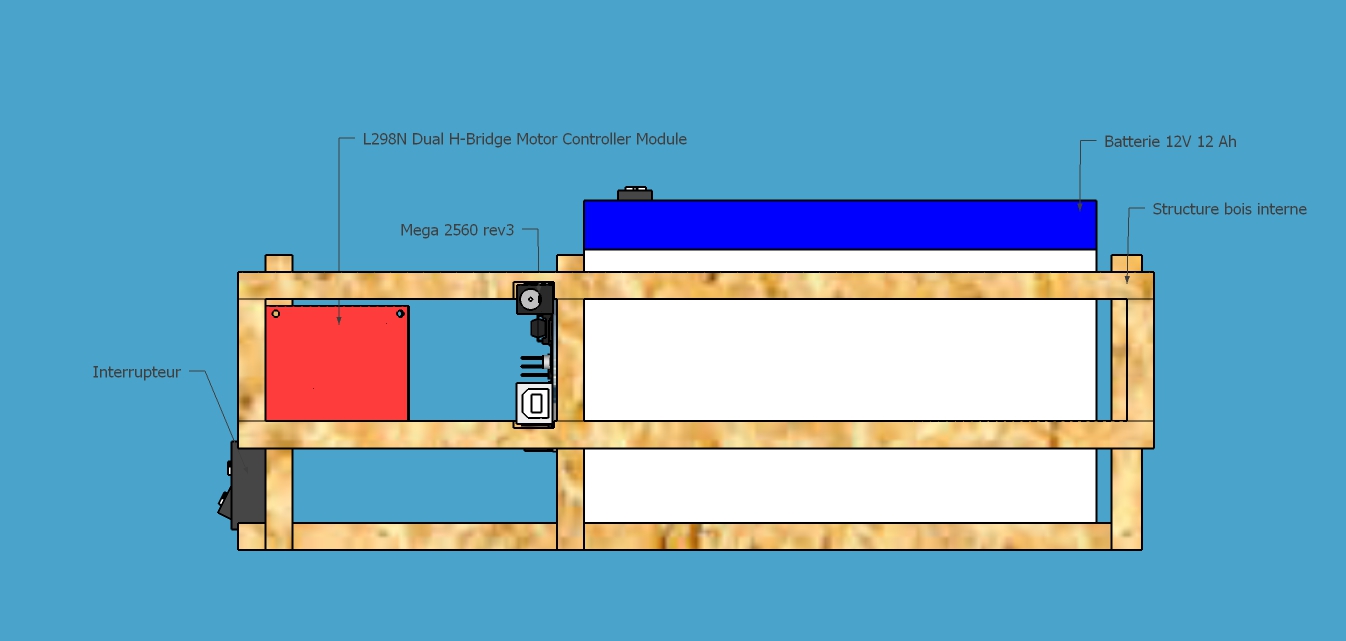 L298N Dual H-Bridge Motor Controller Module
Batterie 12V 12 Ah
Structure bois interne
Mega 2560 rev3
Interrupteur